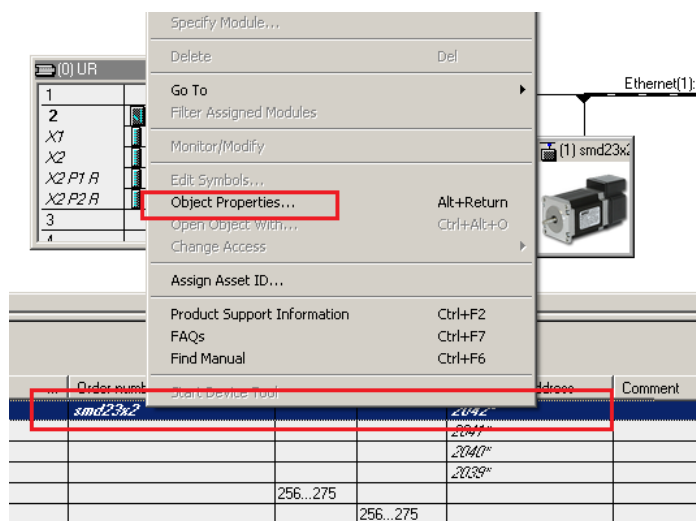 Specify Module...
Delete Del
(0) UR
Ethernet(1):
1
Go To
2
Filter Assigned Modules
X1
Monitor/Modify
(1) smd23x2
X2
X2 P1 R
Edit Symbols...
X2 P2 R
Object Properties... Alt+Return
3
Open Object With... Ctrl+Alt+O
4
Change Access
Assign Asset ID...
Product Support Information Ctrl+F2
FAQs Ctrl+F7
Find Manual Ctrl+F6
... Order numb
Start Device Tool
ddress Comment
smd23x2 2042*
2041*
2040*
2039*
256...275
256...275